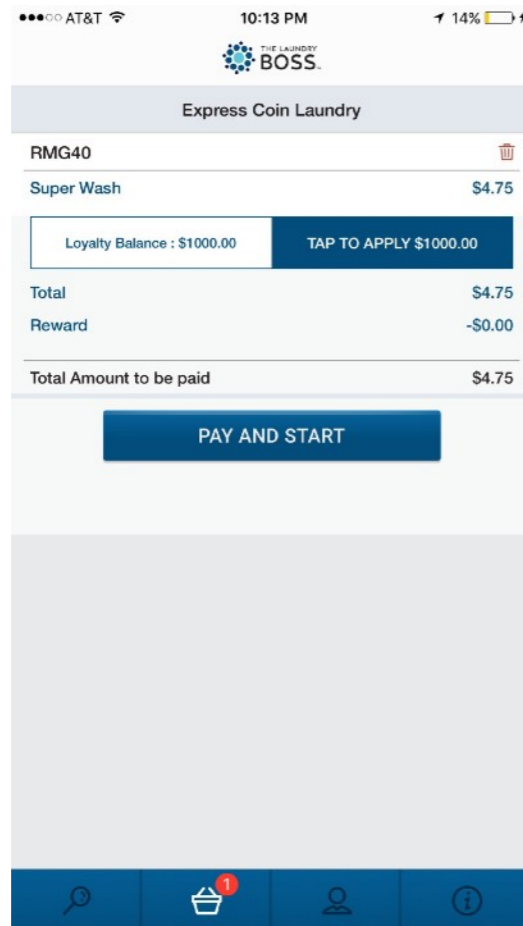 AT&T 10:13 PM 14%
THE LAUNDRY
BOSS
Express Coin Laundry
RMG40
Super Wash $4.75
Loyalty Balance : $1000.00 TAP TO APPLY $1000.00
Total $4.75
Reward -$0.00
Total Amount to be paid $4.75
PAY AND START
1